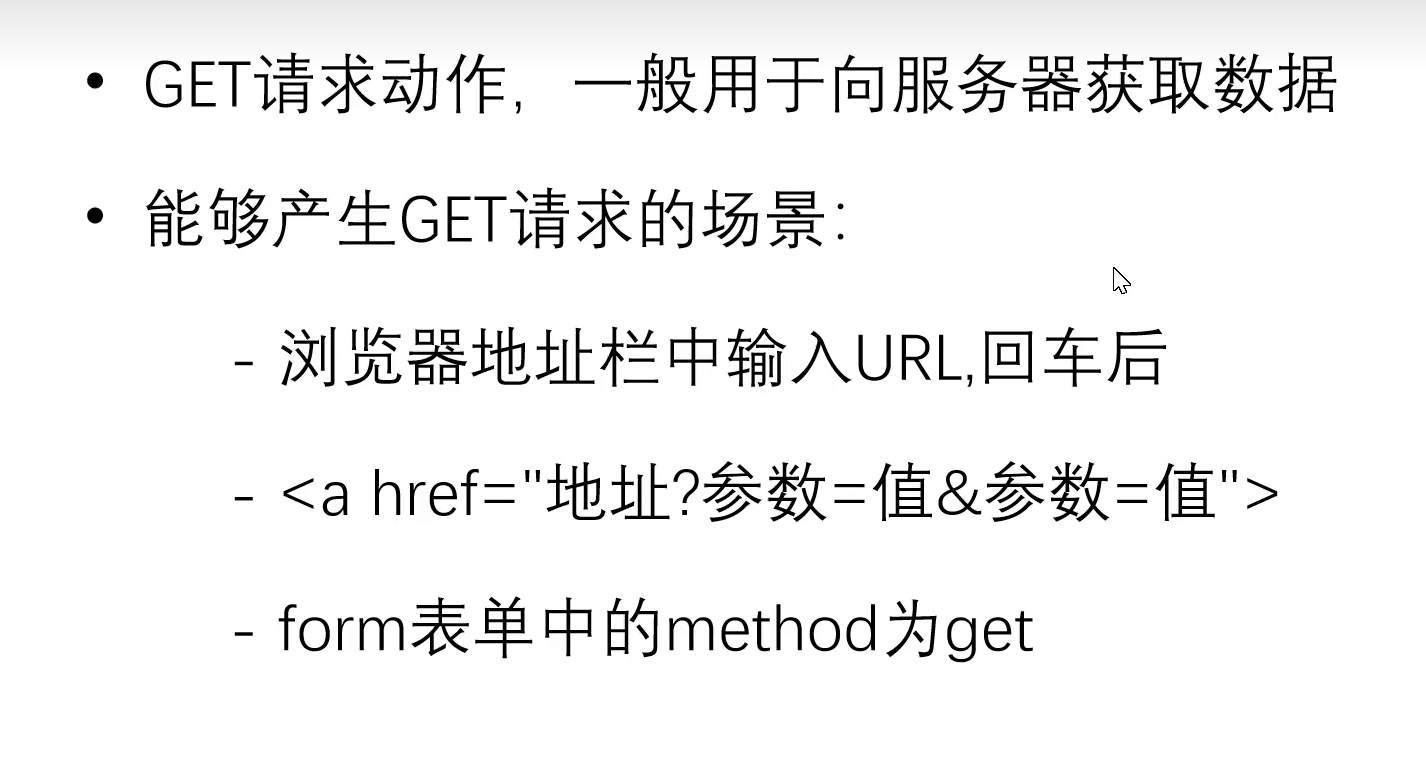 • GET请求动作，一般用于向服务器获取数据
• 能够产生GET请求的场景：
- 浏览器地址栏中输入URL,回车后
- <a href="地址?参数=值&参数=值">
- form表单中的method为get